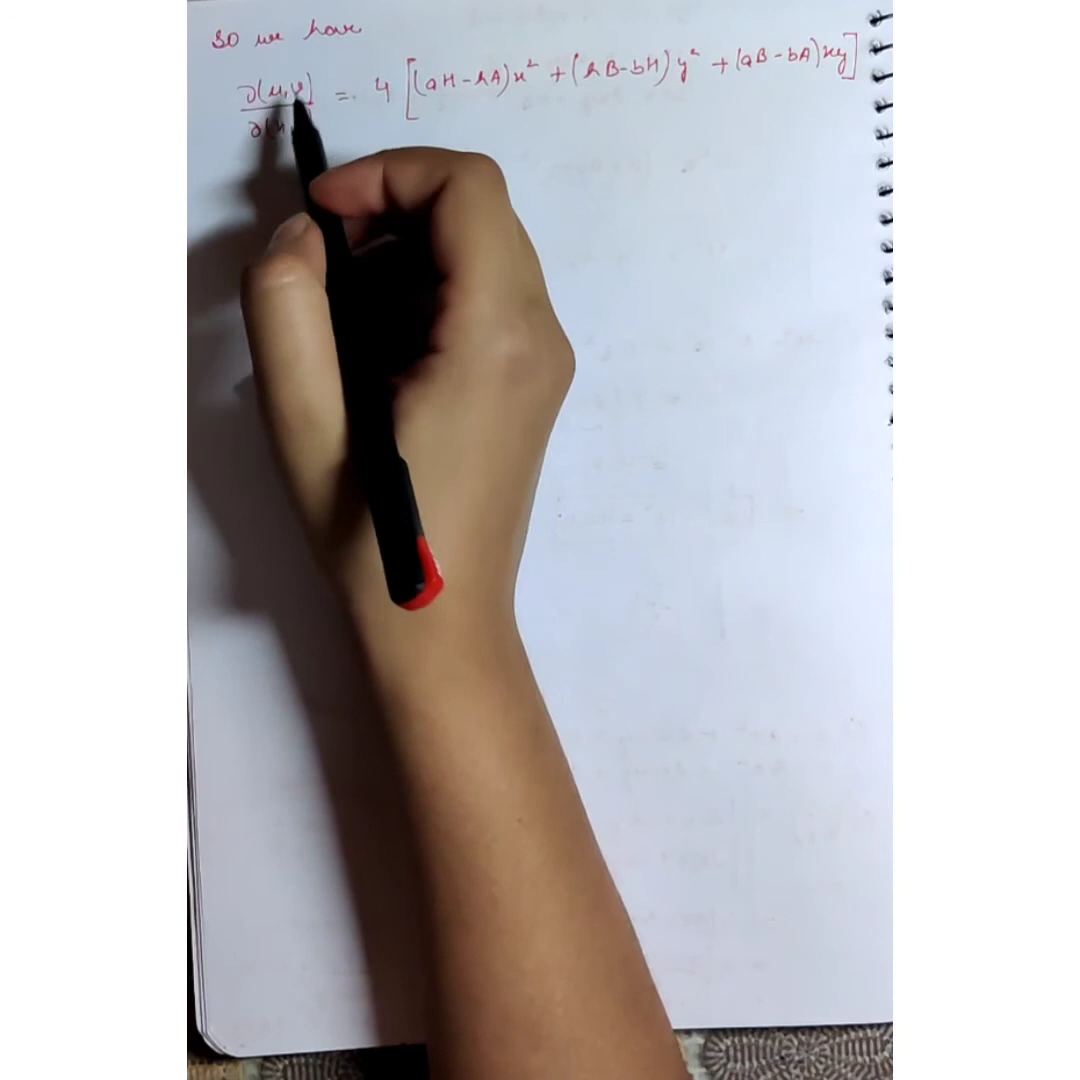 so we have
∂(u,v) = 4 [(aH-hA)x² + (hB-bH)y² + (aB-bA)xy]
∂(x,